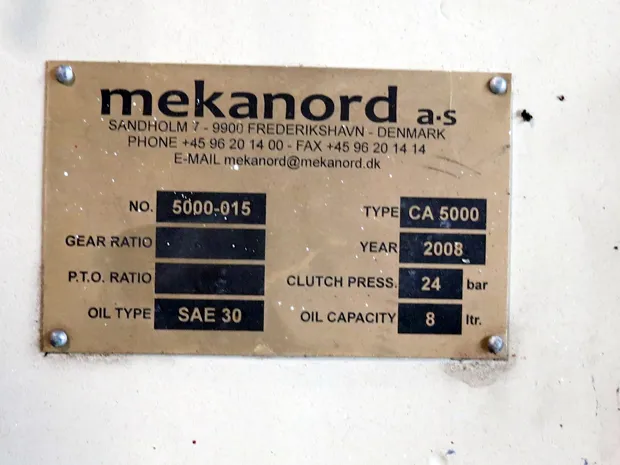 mekanord a·s
SANDHOLM 7 - 9900 FREDERIKSHAVN - DENMARK
PHONE +45 96 20 14 00 - FAX +45 96 20 14 14
E-MAIL mekanord@mekanord.dk
NO. 5000-015 TYPE CA 5000
GEAR RATIO YEAR 2008
P.T.O. RATIO CLUTCH PRESS. 24 bar
OIL TYPE SAE 30 OIL CAPACITY 8 ltr.